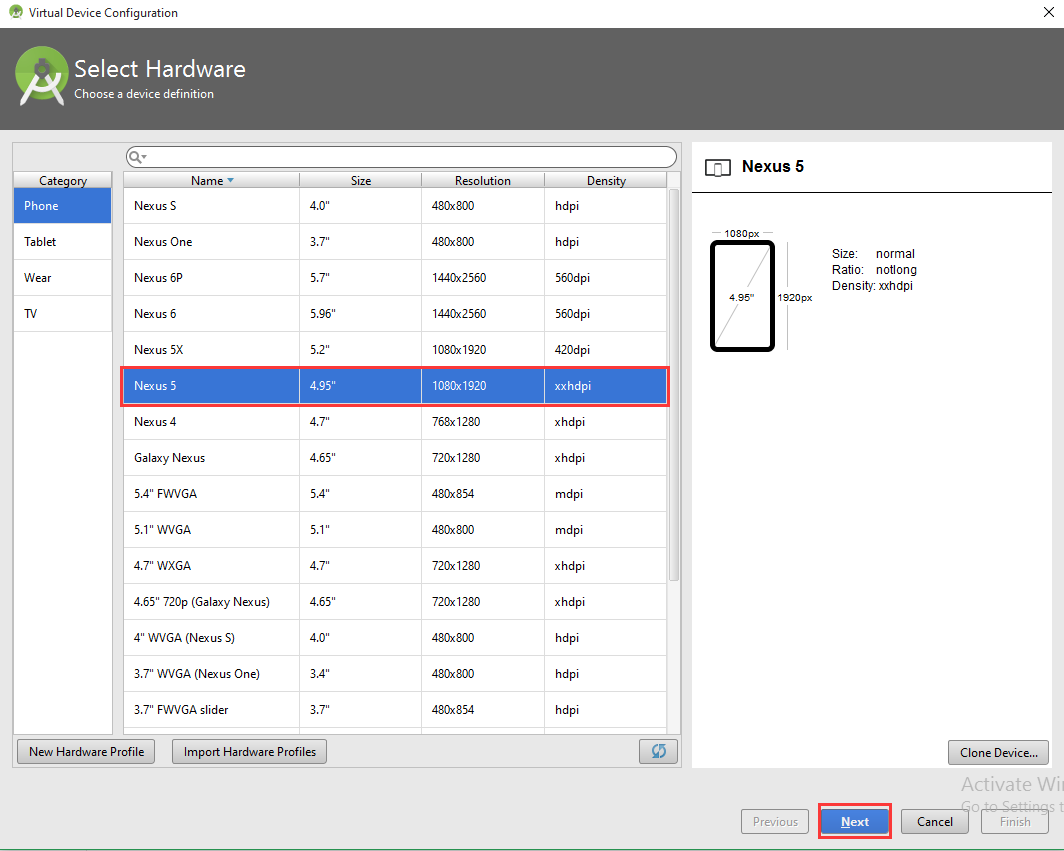 Virtual Device Configuration
Select Hardware
Choose a device definition
Category
Phone
Tablet
Wear
TV
Name Size Resolution Density
Nexus S 4.0" 480x800 hdpi
Nexus One 3.7" 480x800 hdpi
Nexus 6P 5.7" 1440x2560 560dpi
Nexus 6 5.96" 1440x2560 560dpi
Nexus 5X 5.2" 1080x1920 420dpi
Nexus 5 4.95" 1080x1920 xxhdpi
Nexus 4 4.7" 768x1280 xhdpi
Galaxy Nexus 4.65" 720x1280 xhdpi
5.4" FWVGA 5.4" 480x854 mdpi
5.1" WVGA 5.1" 480x800 mdpi
4.7" WXGA 4.7" 720x1280 xhdpi
4.65" 720p (Galaxy Nexus) 4.65" 720x1280 xhdpi
4" WVGA (Nexus S) 4.0" 480x800 hdpi
3.7" WVGA (Nexus One) 3.4" 480x800 hdpi
3.7" FWVGA slider 3.7" 480x854 hdpi
New Hardware Profile Import Hardware Profiles
Nexus 5
1080px
4.95"
1920px
Size: normal
Ratio: notlong
Density: xxhdpi
Clone Device...
Activate Wi
Go to Settings t
Previous Next Cancel Finish